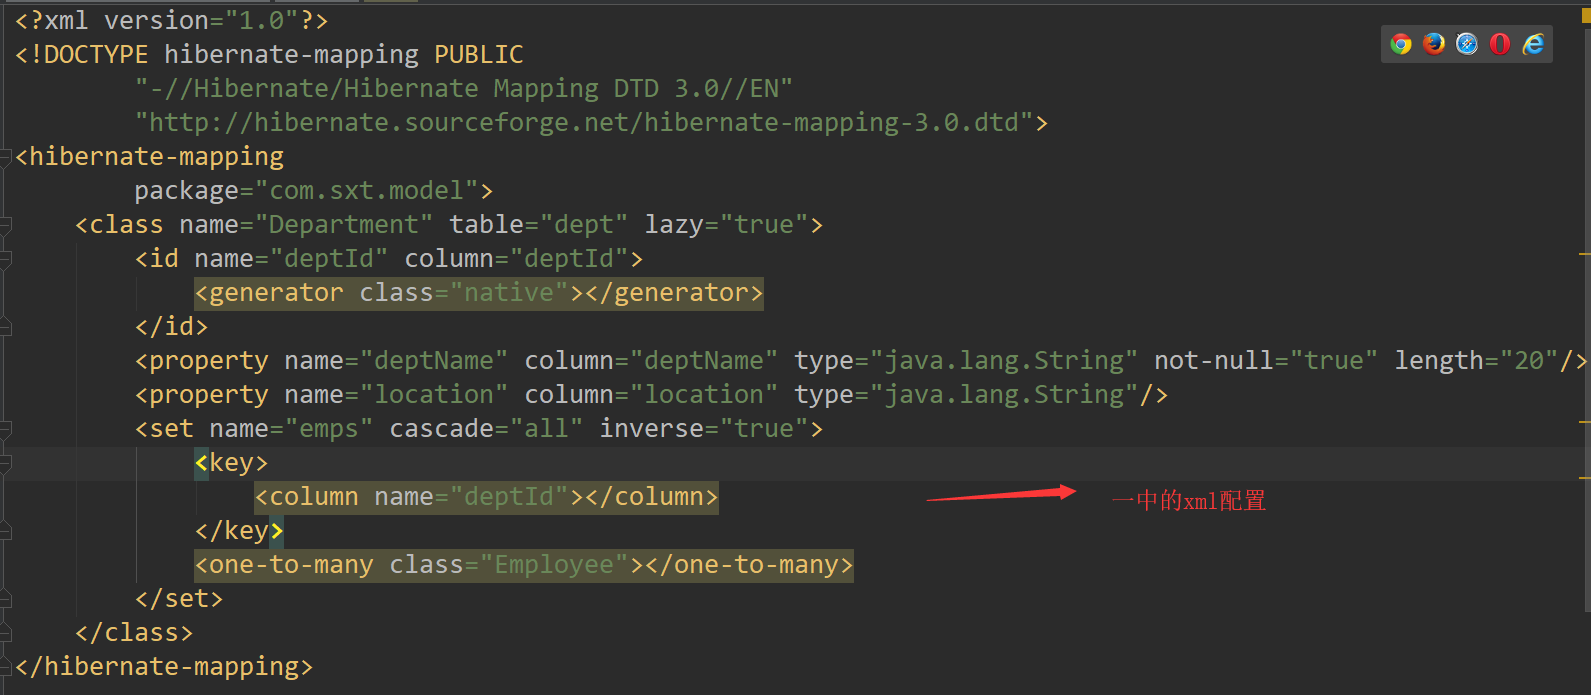 <?xml version="1.0"?>
<!DOCTYPE hibernate-mapping PUBLIC
"-//Hibernate/Hibernate Mapping DTD 3.0//EN"
"http://hibernate.sourceforge.net/hibernate-mapping-3.0.dtd">
<hibernate-mapping
package="com.sxt.model">
<class name="Department" table="dept" lazy="true">
<id name="deptId" column="deptId">
<generator class="native"></generator>
</id>
<property name="deptName" column="deptName" type="java.lang.String" not-null="true" length="20"/>
<property name="location" column="location" type="java.lang.String"/>
<set name="emps" cascade="all" inverse="true">
<key>
<column name="deptId"></column>
一中的xml配置
</key>
<one-to-many class="Employee"></one-to-many>
</set>
</class>
</hibernate-mapping>